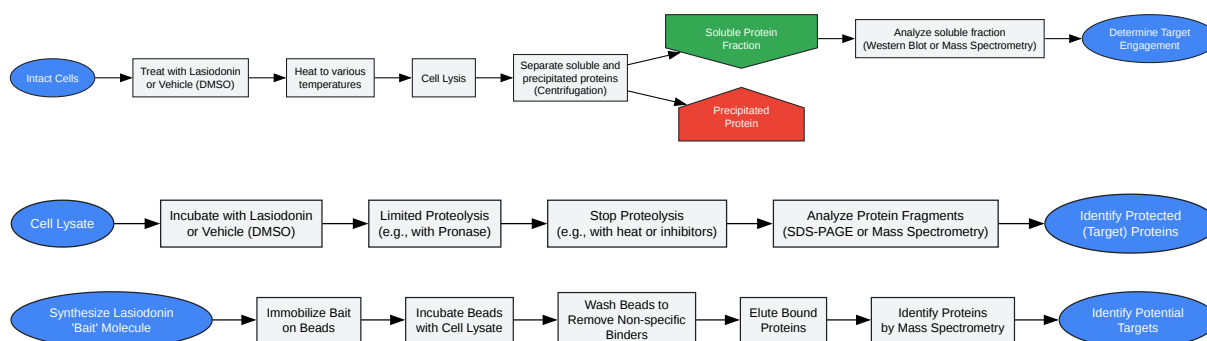 Intact Cells
Treat with Lasiodonin
or Vehicle (DMSO)
Heat to various
temperatures
Cell Lysis
Separate soluble and
precipitated proteins
(Centrifugation)
Soluble Protein
Fraction
Precipitated
Protein
Analyze soluble fraction
(Western Blot or Mass Spectrometry)
Determine Target
Engagement
Cell Lysate
Incubate with Lasiodonin
or Vehicle (DMSO)
Limited Proteolysis
(e.g., with Pronase)
Stop Proteolysis
(e.g., with heat or inhibitors)
Analyze Protein Fragments
(SDS-PAGE or Mass Spectrometry)
Identify Protected
(Target) Proteins
Synthesize Lasiodonin
'Bait' Molecule
Immobilize Bait
on Beads
Incubate Beads
with Cell Lysate
Wash Beads to
Remove Non-specific
Binders
Elute Bound
Proteins
Identify Proteins
by Mass Spectrometry
Identify Potential
Targets